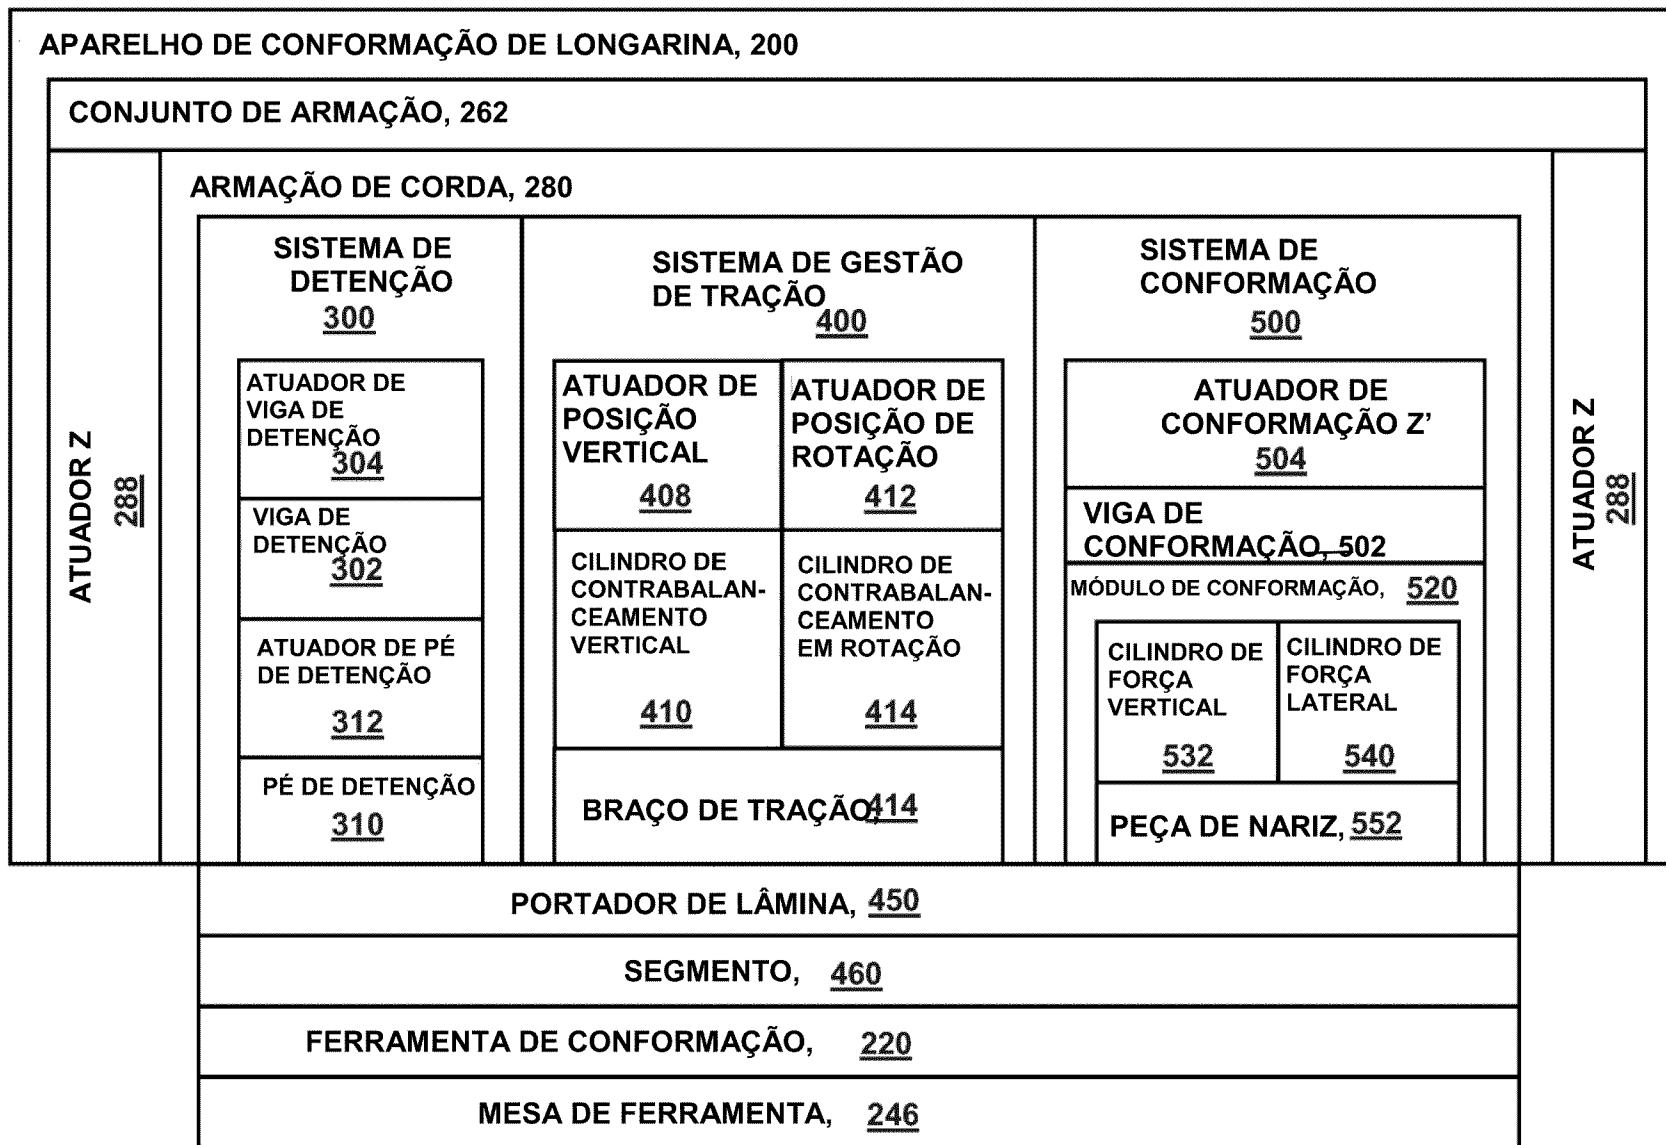 APARELHO DE CONFORMAÇÃO DE LONGARINA, 200
CONJUNTO DE ARMAÇÃO, 262
ATUADOR Z
288
ARMAÇÃO DE CORDA, 280
SISTEMA DE
DETENÇÃO
300
ATUADOR DE
VIGA DE
DETENÇÃO
304
VIGA DE
DETENÇÃO
302
ATUADOR DE PÉ
DE DETENÇÃO
312
PÉ DE DETENÇÃO
310
SISTEMA DE GESTÃO
DE TRAÇÃO
400
ATUADOR DE
POSIÇÃO
VERTICAL
408
ATUADOR DE
POSIÇÃO DE
ROTAÇÃO
412
CILINDRO DE
CONTRABALAN-
CEAMENTO
VERTICAL
410
CILINDRO DE
CONTRABALAN-
CEAMENTO
EM ROTAÇÃO
414
BRAÇO DE TRAÇÃO, 414
SISTEMA DE
CONFORMAÇÃO
500
ATUADOR DE
CONFORMAÇÃO Z’
504
VIGA DE
CONFORMAÇÃO, 502
MÓDULO DE CONFORMAÇÃO, 520
CILINDRO DE
FORÇA
VERTICAL
532
CILINDRO DE
FORÇA
LATERAL
540
PEÇA DE NARIZ, 552
ATUADOR Z
288
PORTADOR DE LÂMINA, 450
SEGMENTO, 460
FERRAMENTA DE CONFORMAÇÃO, 220
MESA DE FERRAMENTA, 246